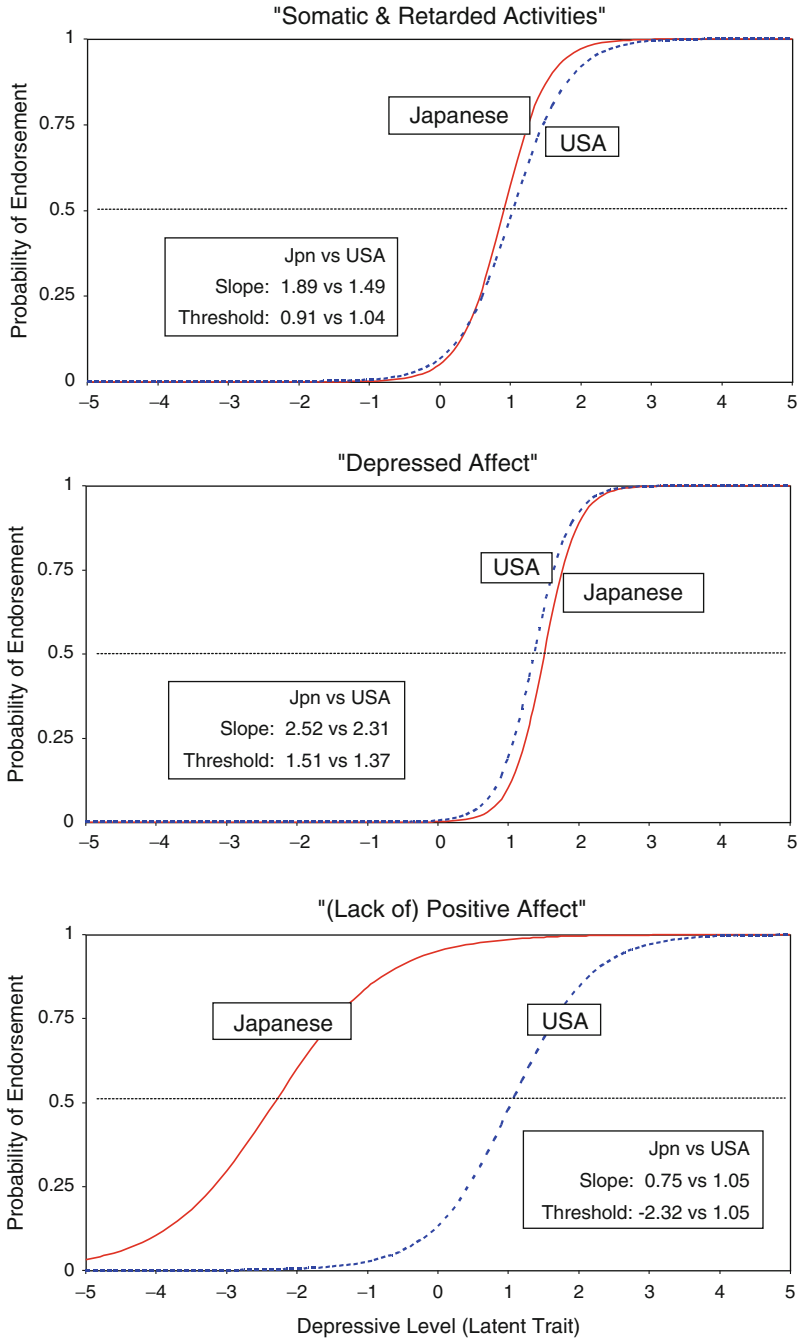 "Somatic & Retarded Activities"
Probability of Endorsement
1
0.75
0.5
0.25
0
Japanese
USA
Jpn vs USA
Slope: 1.89 vs 1.49
Threshold: 0.91 vs 1.04
−5 −4 −3 −2 −1 0 1 2 3 4 5
"Depressed Affect"
Probability of Endorsement
1
0.75
0.5
0.25
0
USA
Japanese
Jpn vs USA
Slope: 2.52 vs 2.31
Threshold: 1.51 vs 1.37
−5 −4 −3 −2 −1 0 1 2 3 4 5
"(Lack of) Positive Affect"
Probability of Endorsement
1
0.75
0.5
0.25
0
Japanese
USA
Jpn vs USA
Slope: 0.75 vs 1.05
Threshold: -2.32 vs 1.05
−5 −4 −3 −2 −1 0 1 2 3 4 5
Depressive Level (Latent Trait)